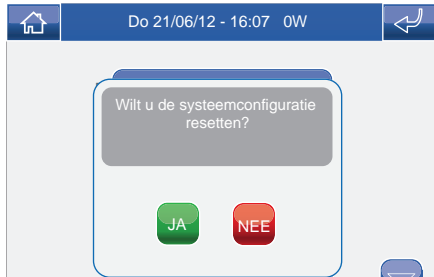 Do 21/06/12 - 16:07 0W
Wilt u de systeemconfiguratie
resetten?
JA NEE